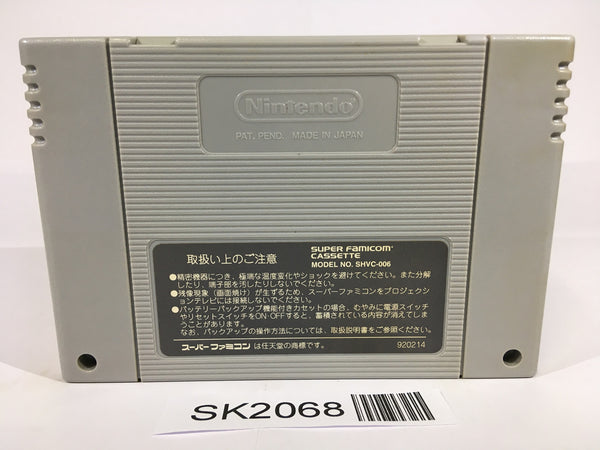 Nintendo
PAT. PEND. MADE IN JAPAN
取扱い上のご注意
SUPER FAMICOM
CASSETTE
MODEL NO. SHVC-006
●精密機器につき、極端な温度変化やショックを避けてください。また分解
したり、端子部を汚したりしないでください。
●残像現象(画面焼け)が生ずるため、スーパーファミコンをプロジェクシ
ョンテレビには接続しないでください。
●バッテリーバックアップ機能付きカセットの場合、むやみに電源スイッチ
やリセットスイッチをON・OFFすると、蓄積されている内容が消えてしま
うことがあります。
なお、バックアップの操作方法については、取扱説明書をご参照ください。
スーパーファミコン は任天堂の商標です。
920214
SK2068